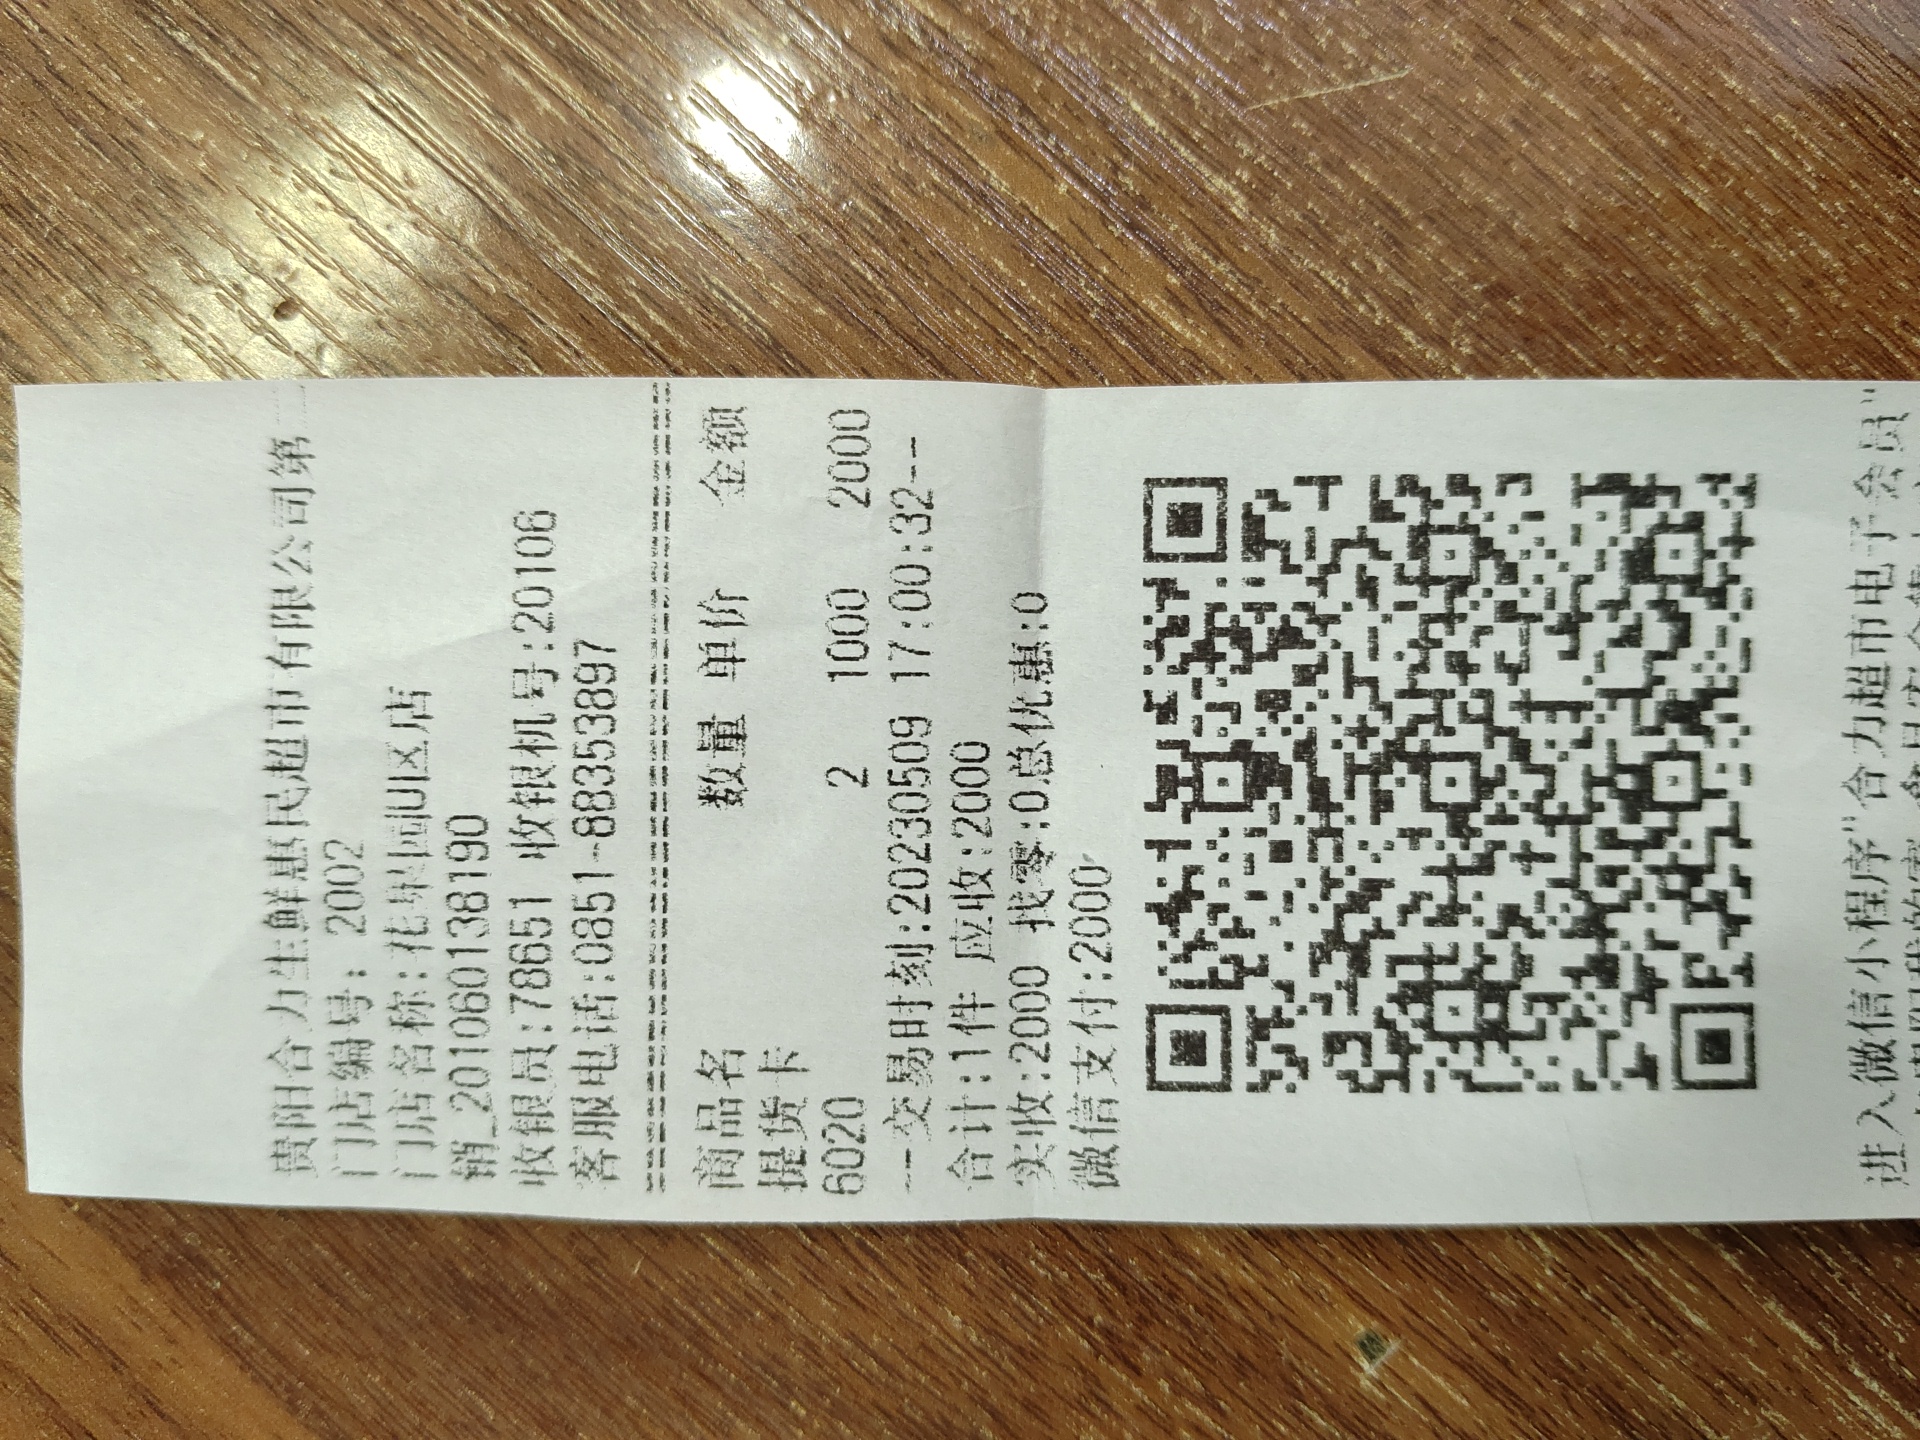 贵阳合力生鲜惠民超市有限公司第一
门店编号: 2002
门店名称:花果园U区店
销_201060138190
收银员:78651 收银机号:20106
客服电话:0851-88353897
商品名 数量 单价 金额
提货卡
6020 2 1000 2000
--交易时刻:20230509 17:00:32--
合计:1件 应收:2000
实收:2000 找零:0总优惠:0
微信支付:2000
进入微信小程序"合力超市电子会员"